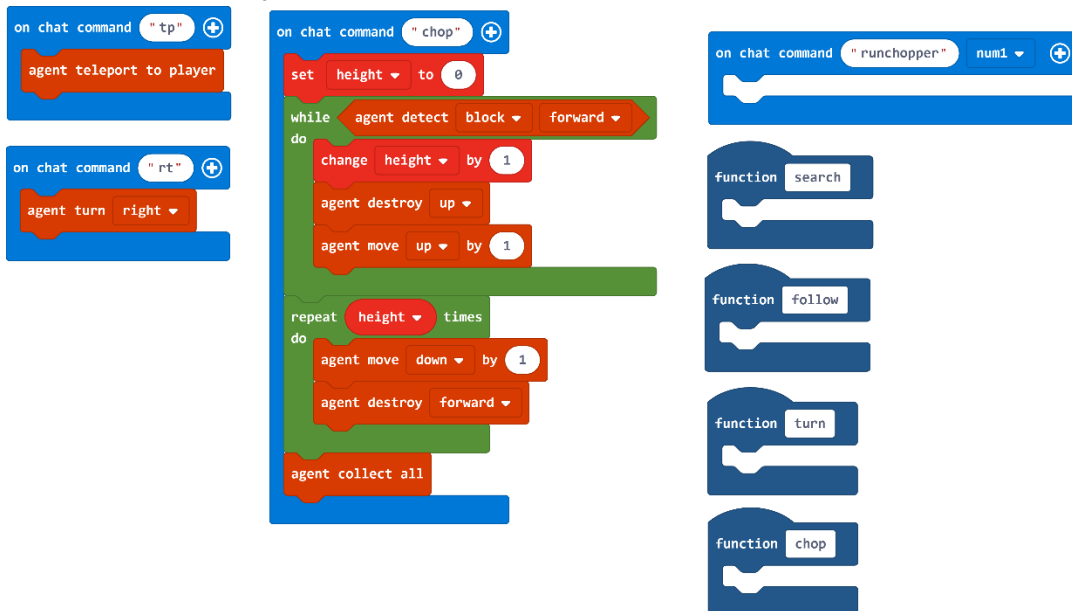 on chat command "tp"
agent teleport to player
on chat command "rt"
agent turn right
on chat command "chop"
set height to 0
while agent detect block forward
do
change height by 1
agent destroy up
agent move up by 1
repeat height times
do
agent move down by 1
agent destroy forward
agent collect all
on chat command "runchopper" num1
function search
function follow
function turn
function chop